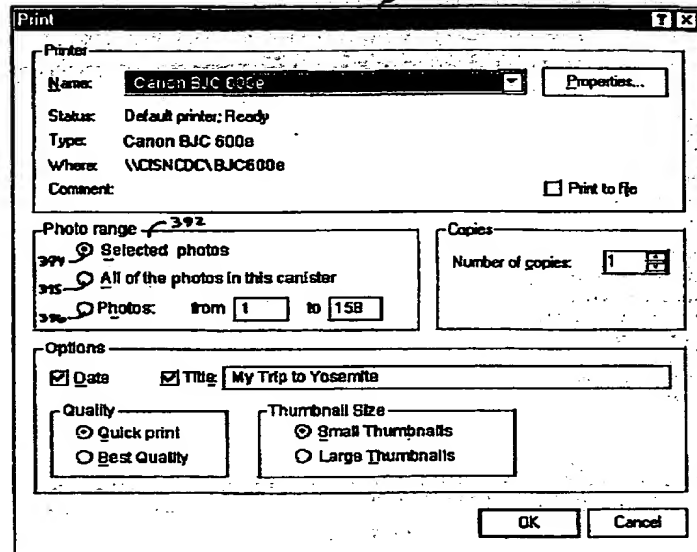 Print ? X
Printer
Name: Canon BJC 600e Properties...
Status: Default printer; Ready
Type: Canon BJC 600e
Where: \\CISNCDC\BJC600e
Comment: Print to file
Photo range 392 Copies
394 Selected photos Number of copies: 1
395 All of the photos in this canister
396 Photos: from 1 to 158
Options
Date Title: My Trip to Yosemite
Quality Thumbnail Size
Quick print Small Thumbnails
Best Quality Large Thumbnails
OK Cancel